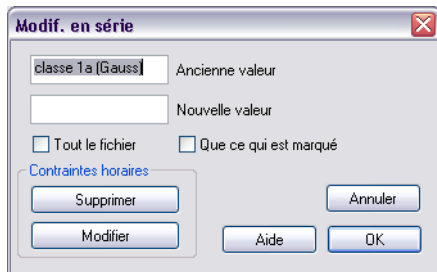 Modif. en série
classe 1a (Gauss)
Ancienne valeur
Nouvelle valeur
Tout le fichier
Que ce qui est marqué
Contraintes horaires
Supprimer
Annuler
Modifier
Aide
OK